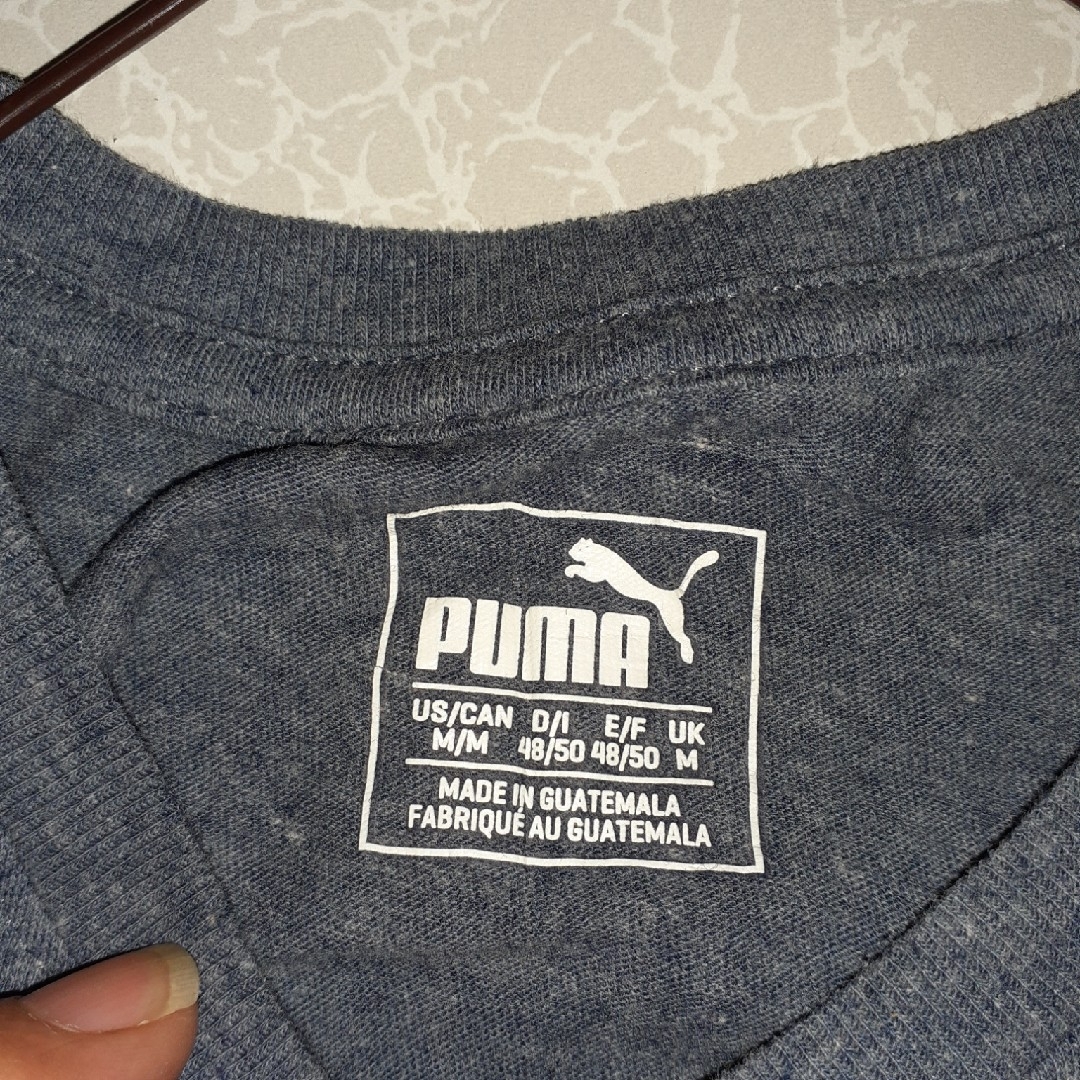 PUMA
US/CAN D/I E/F UK
M/M 48/50 48/50 M
MADE IN GUATEMALA
FABRIQUÉ AU GUATEMALA